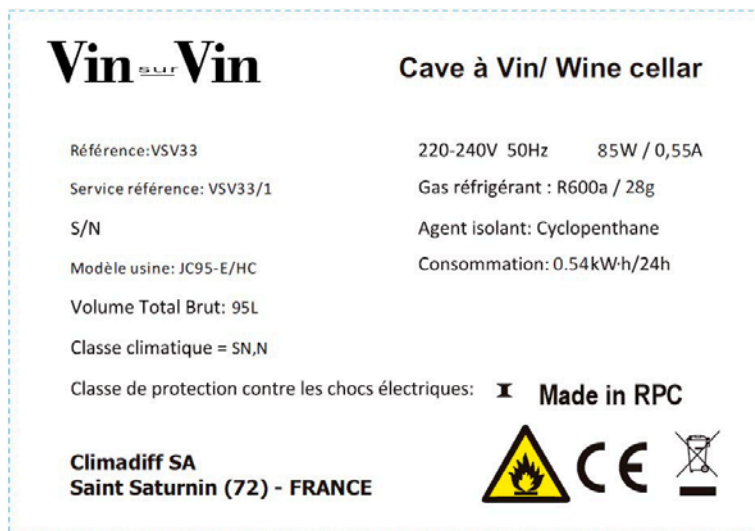 Vin sur Vin
Cave à Vin/ Wine cellar
Référence:VSV33
Service référence: VSV33/1
S/N
Modèle usine: JC95-E/HC
Volume Total Brut: 95L
Classe climatique = SN,N
Classe de protection contre les chocs électriques: I
220-240V 50Hz 85W / 0,55A
Gas réfrigérant : R600a / 28g
Agent isolant: Cyclopenthane
Consommation: 0.54kW·h/24h
Made in RPC
Climadiff SA
Saint Saturnin (72) - FRANCE
CE